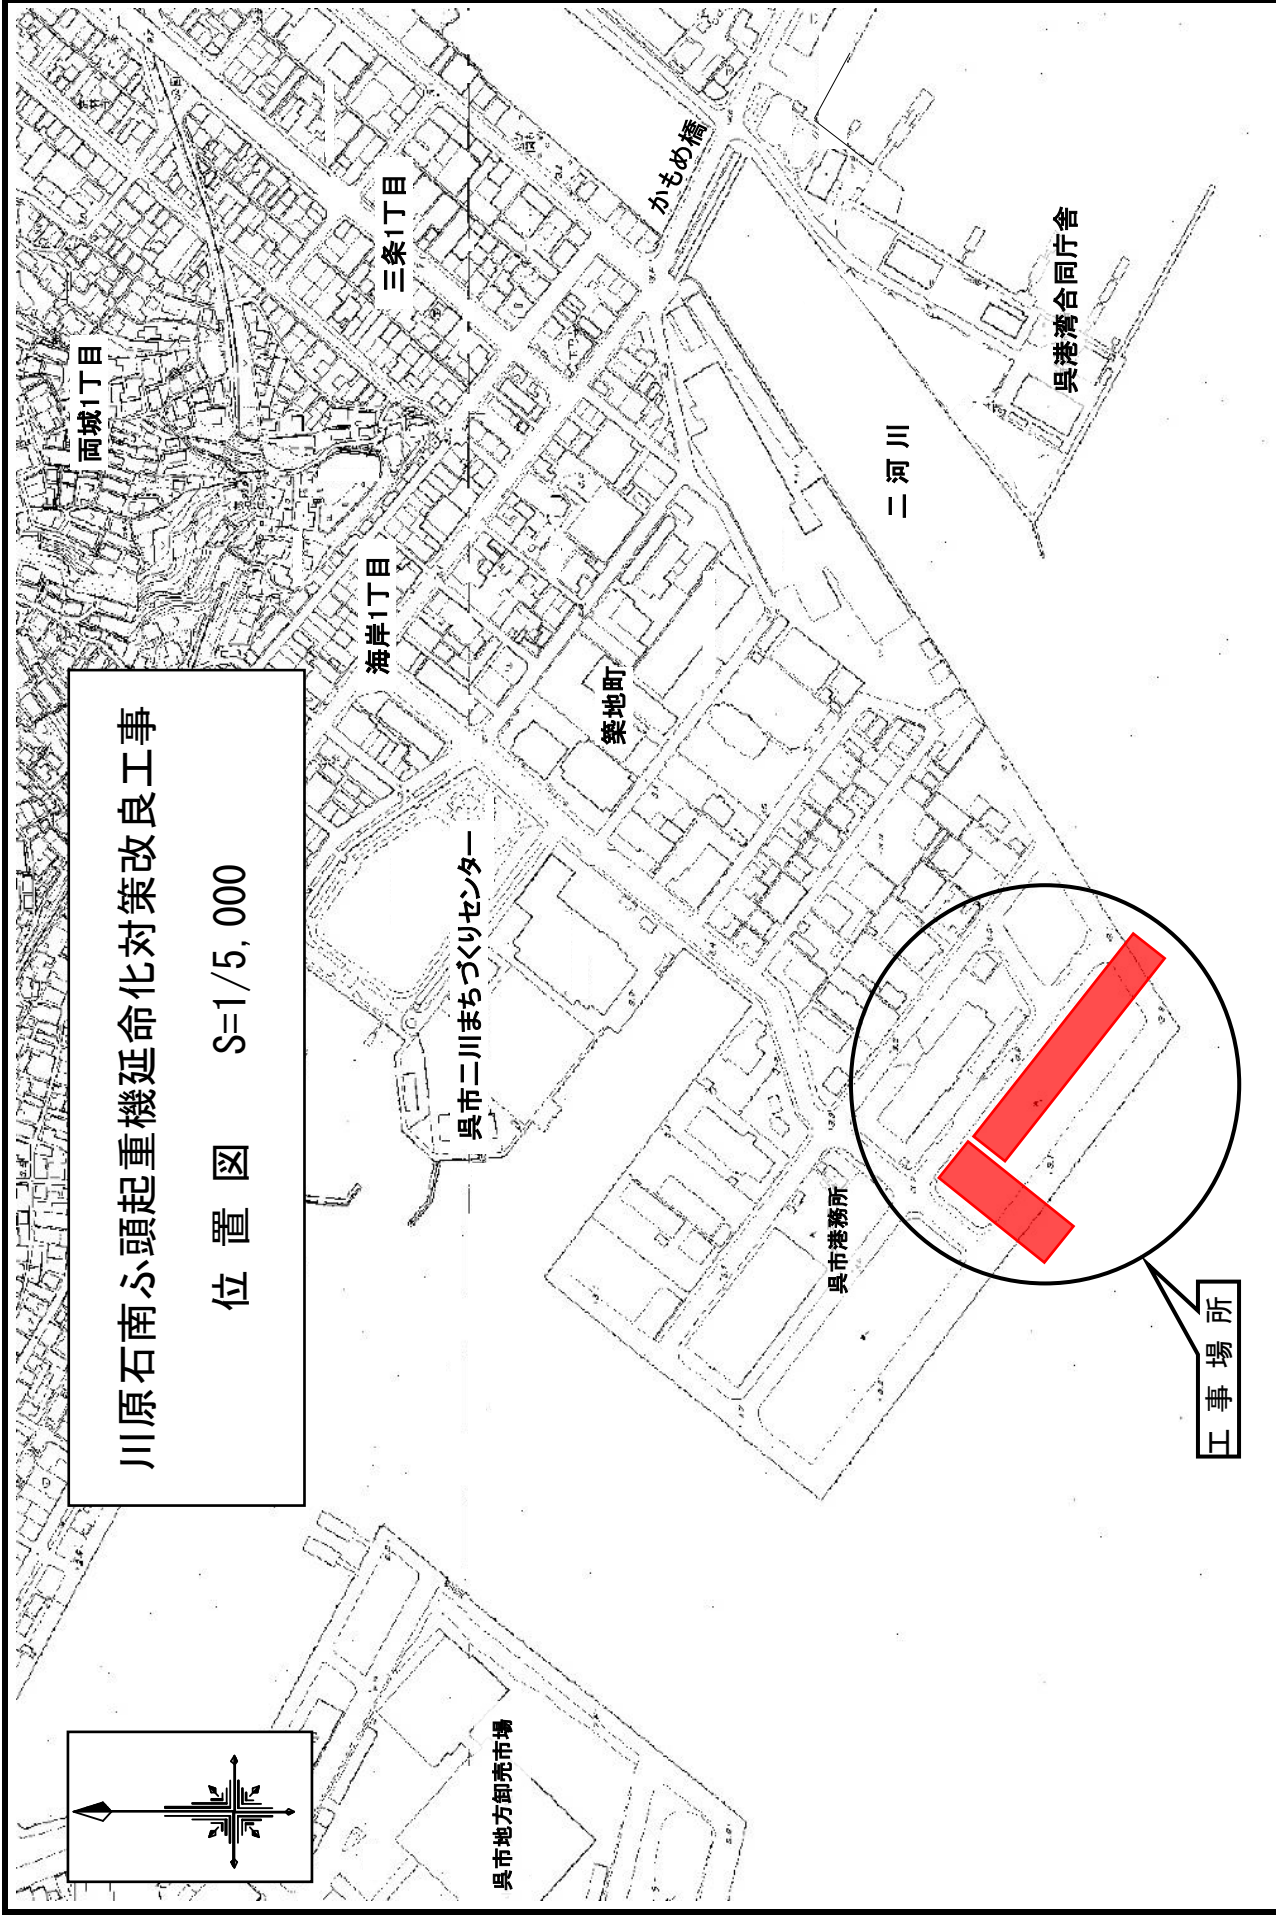 川原石南ふ頭起重機延命化対策改良工事
位置図 S=1/5,000
両城1丁目
三条1丁目
海岸1丁目
かもめ橋
呉市二川まちづくりセンター
築地町
二河川
呉港湾合同庁舎
呉市地方卸売市場
呉市港務所
工事場所